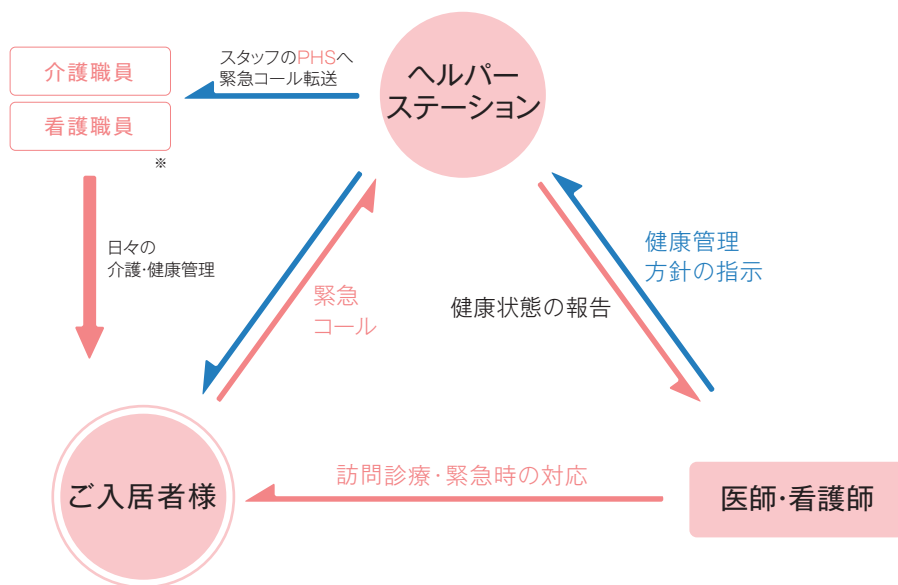 介護職員
看護職員
※
スタッフのPHSへ
緊急コール転送
ヘルパー
ステーション
日々の
介護・健康管理
緊急
コール
健康状態の報告
健康管理
方針の指示
ご入居者様
訪問診療・緊急時の対応
医師・看護師